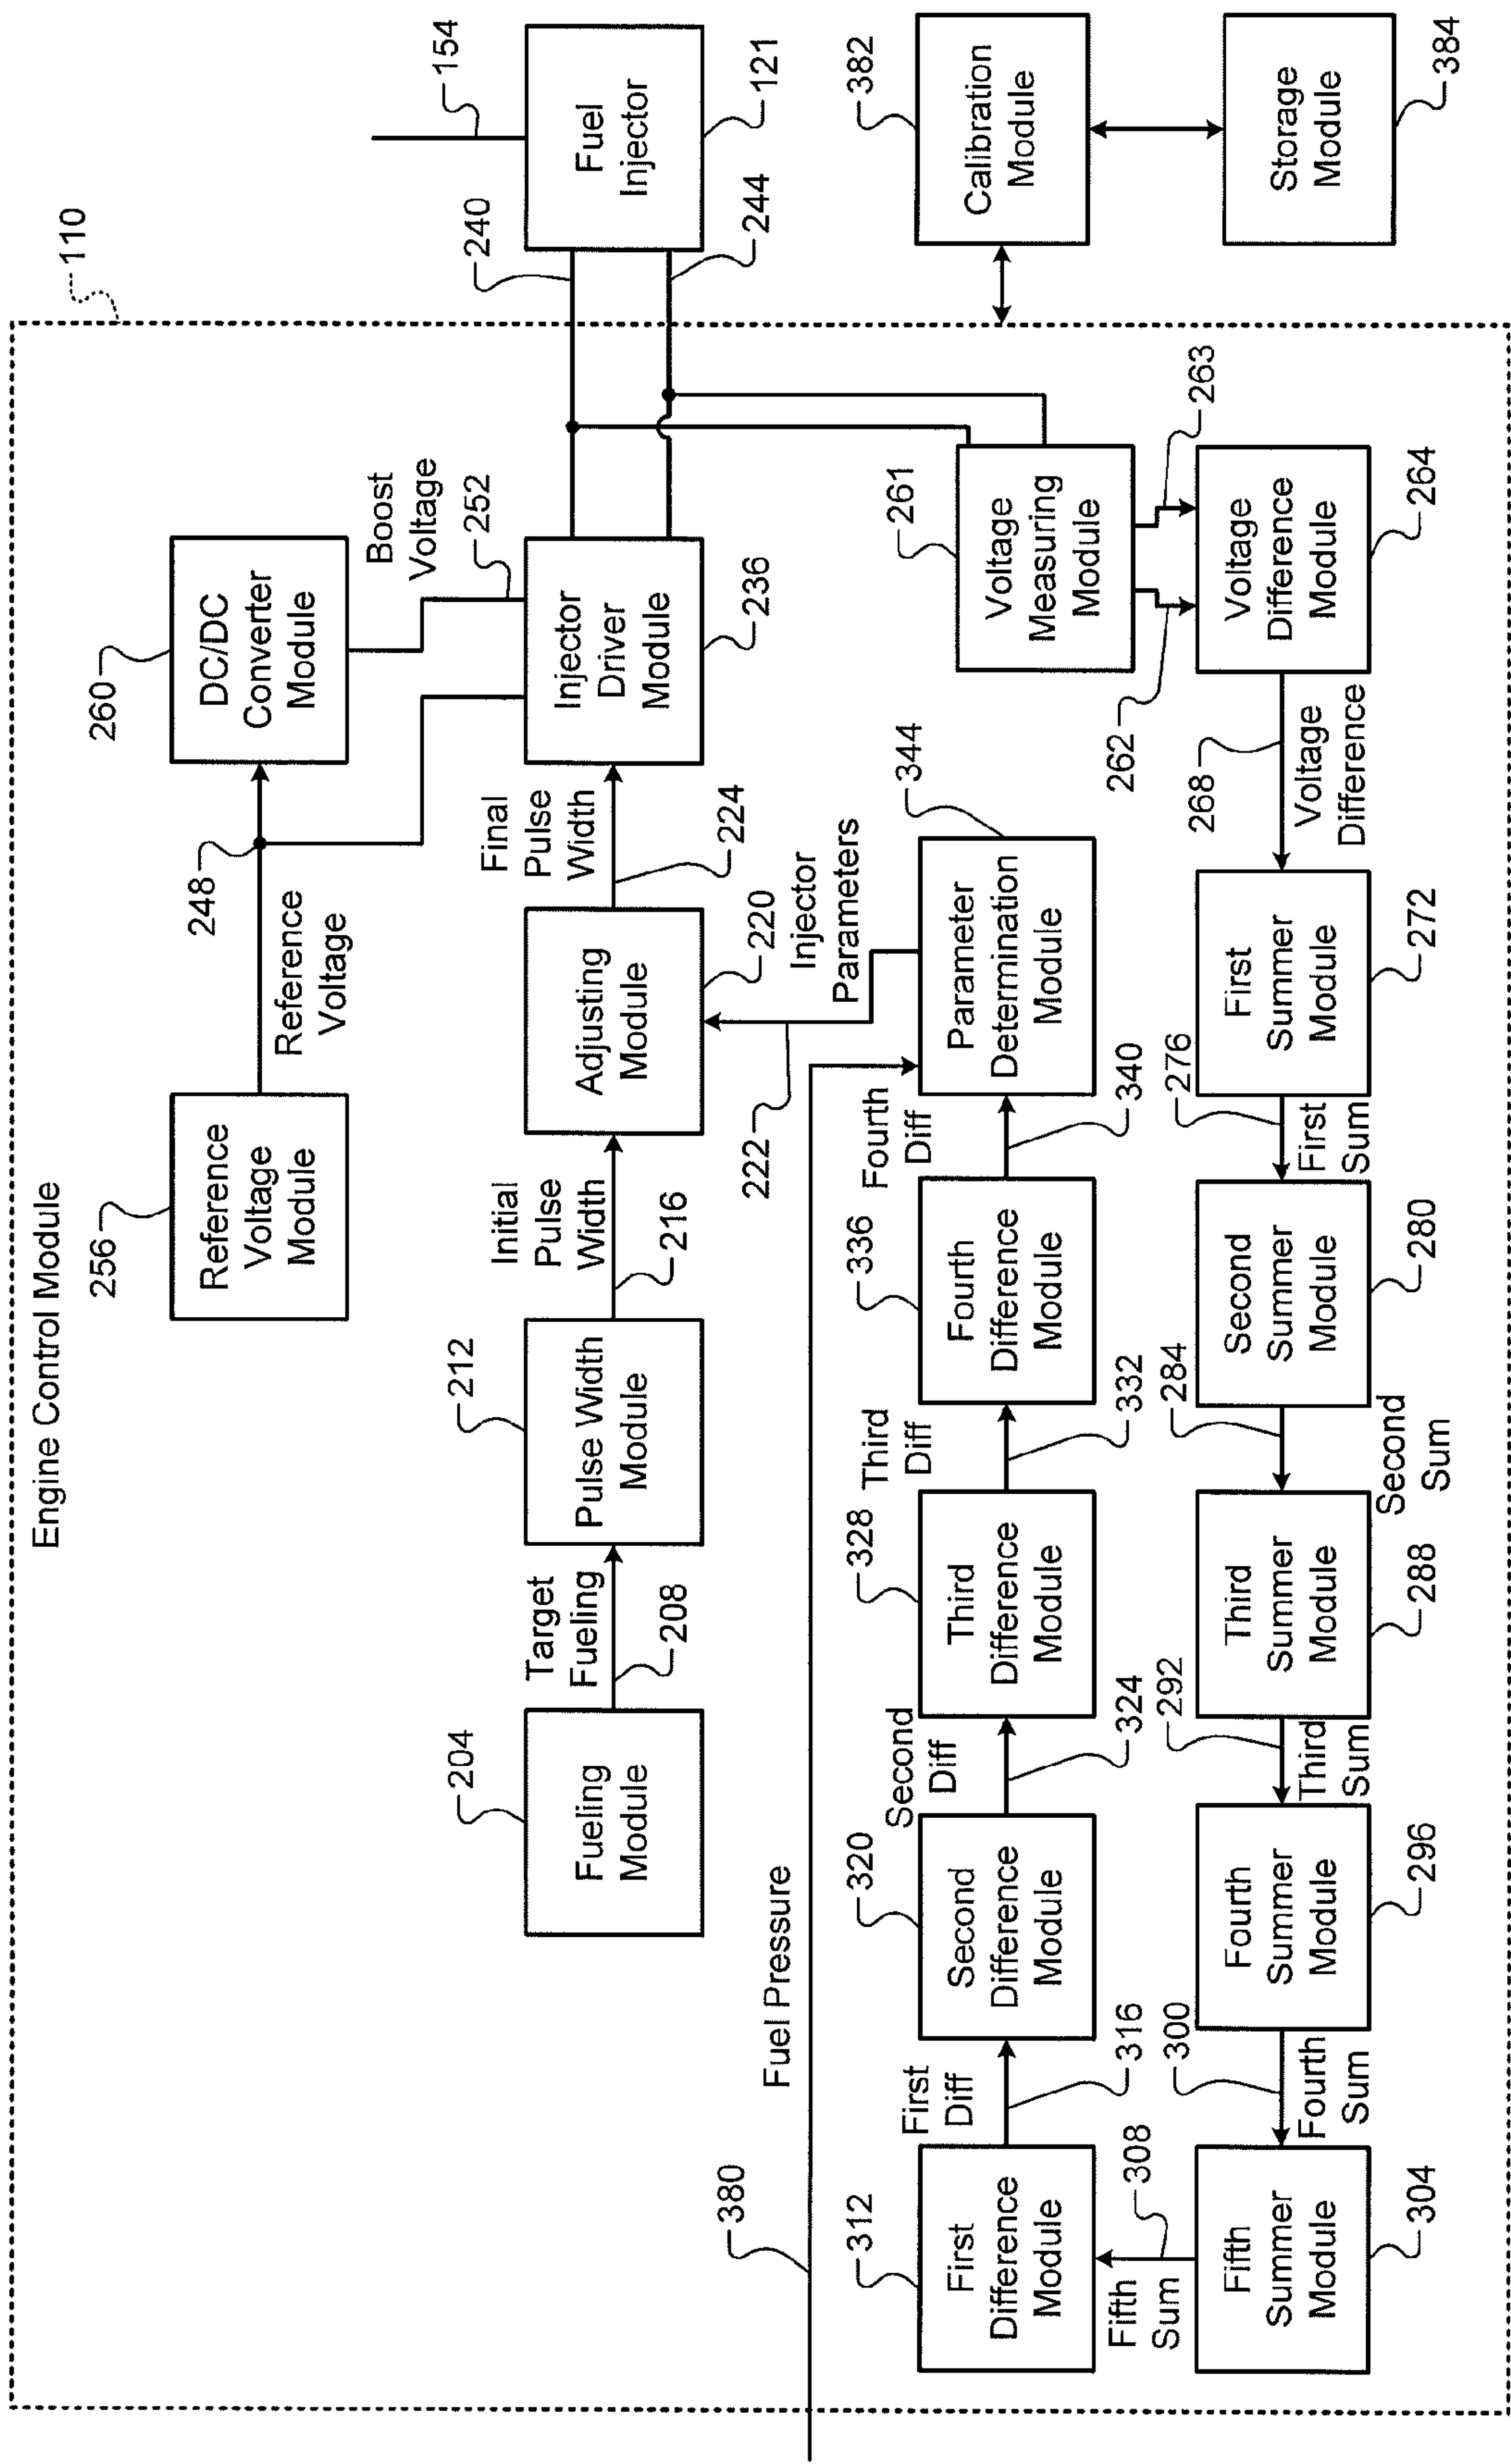 Engine Control Module
110
256
Reference
Voltage
Module
Reference
Voltage
248
260
DC/DC
Converter
Module
Boost
Voltage
252
204
Fueling
Module
Target
Fueling
208
212
Pulse Width
Module
Initial
Pulse
Width
216
Adjusting
Module
220
Final
Pulse
Width
224
Injector
Driver
Module
236
240
244
154
Fuel
Injector
121
380
Fuel Pressure
222
Injector
Parameters
312
First
Difference
Module
First
Diff
316
320
Second
Difference
Module
Second
Diff
324
328
Third
Difference
Module
Third
Diff
332
336
Fourth
Difference
Module
Fourth
Diff
340
Parameter
Determination
Module
344
261
Voltage
Measuring
Module
262
263
382
Calibration
Module
Storage
Module
384
Fifth
Sum
308
Fifth
Summer
Module
304
300
Fourth
Sum
Fourth
Summer
Module
296
292
Third
Sum
Third
Summer
Module
288
284
Second
Sum
Second
Summer
Module
280
276
First
Sum
First
Summer
Module
272
268
Voltage
Difference
Voltage
Difference
Module
264